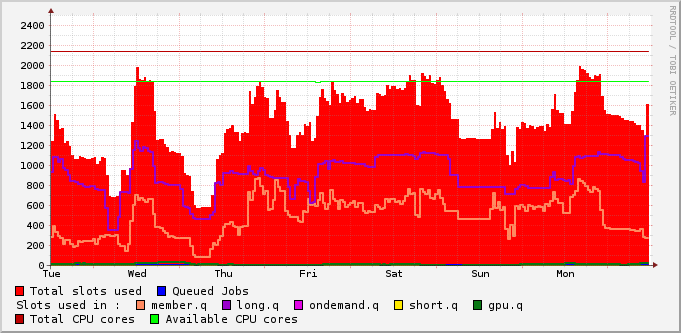 2400
2200
2000
1800
1600
1400
1200
1000
800
600
400
200
0
Tue Wed Thu Fri Sat Sun Mon
Total slots used Queued Jobs
Slots used in : member.q long.q ondemand.q short.q gpu.q
Total CPU cores Available CPU cores
RRDTOOL / TOBI OETIKER